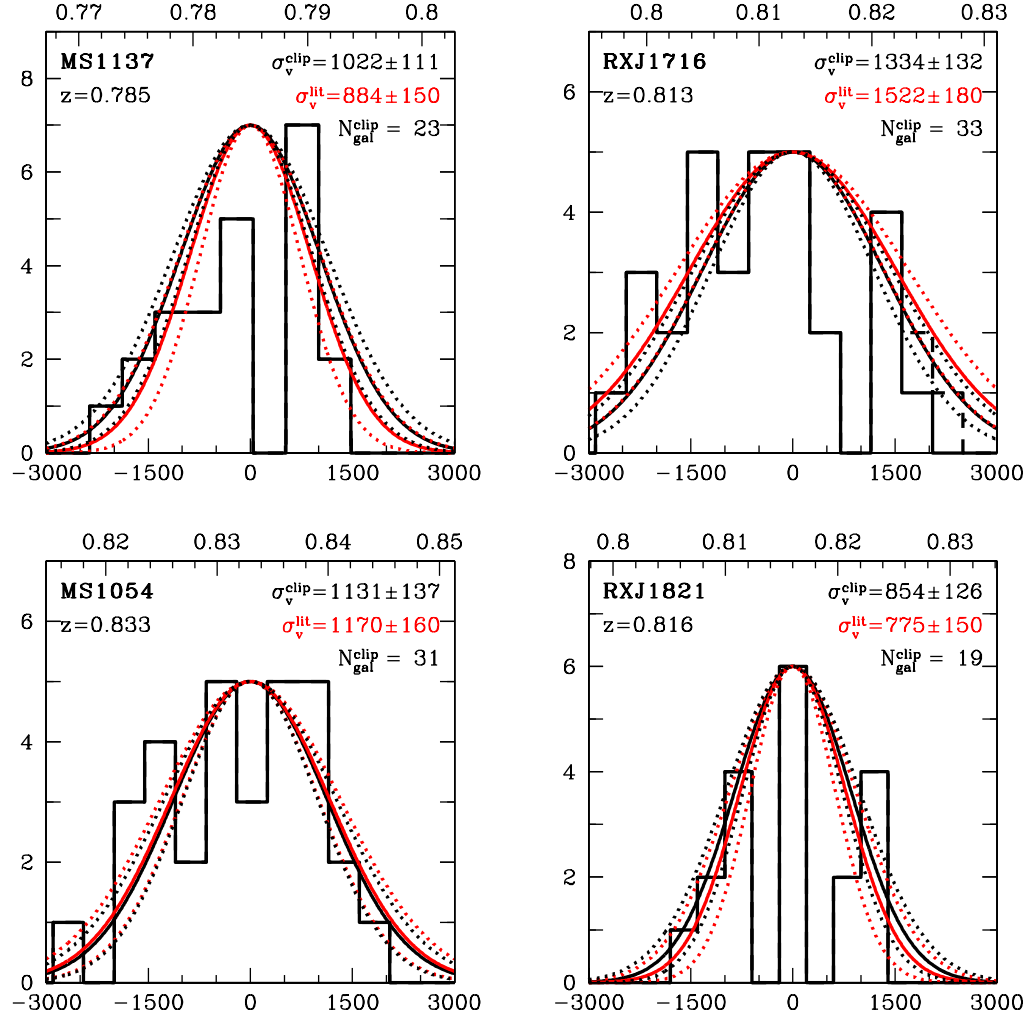 0.77 0.78 0.79 0.8
MS1137 σ_v^clip=1022±111
z=0.785 σ_v^lit=884±150
N_gal^clip = 23
8
6
4
2
0
−3000 −1500 0 1500 3000
0.8 0.81 0.82 0.83
RXJ1716 σ_v^clip=1334±132
z=0.813 σ_v^lit=1522±180
N_gal^clip = 33
6
4
2
0
−3000 −1500 0 1500 3000
0.82 0.83 0.84 0.85
MS1054 σ_v^clip=1131±137
z=0.833 σ_v^lit=1170±160
N_gal^clip = 31
6
4
2
0
−3000 −1500 0 1500 3000
0.8 0.81 0.82 0.83
RXJ1821 σ_v^clip=854±126
z=0.816 σ_v^lit=775±150
N_gal^clip = 19
8
6
4
2
0
−3000 −1500 0 1500 3000